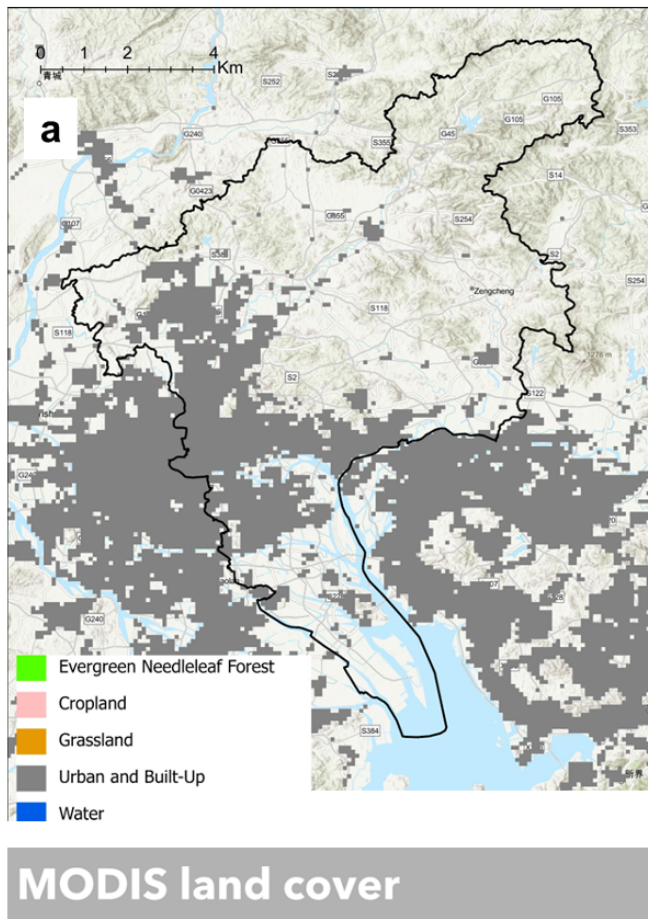 0 1 2 4
Km
青城
S252
a
G240
G105
G105
G45
S355
S353
G0423
S14
G107
S254
S2
S254
Zengcheng
S118
S118
1276 m
S2
S122
G240
S384
Evergreen Needleleaf Forest
Cropland
Grassland
Urban and Built-Up
Water
MODIS land cover